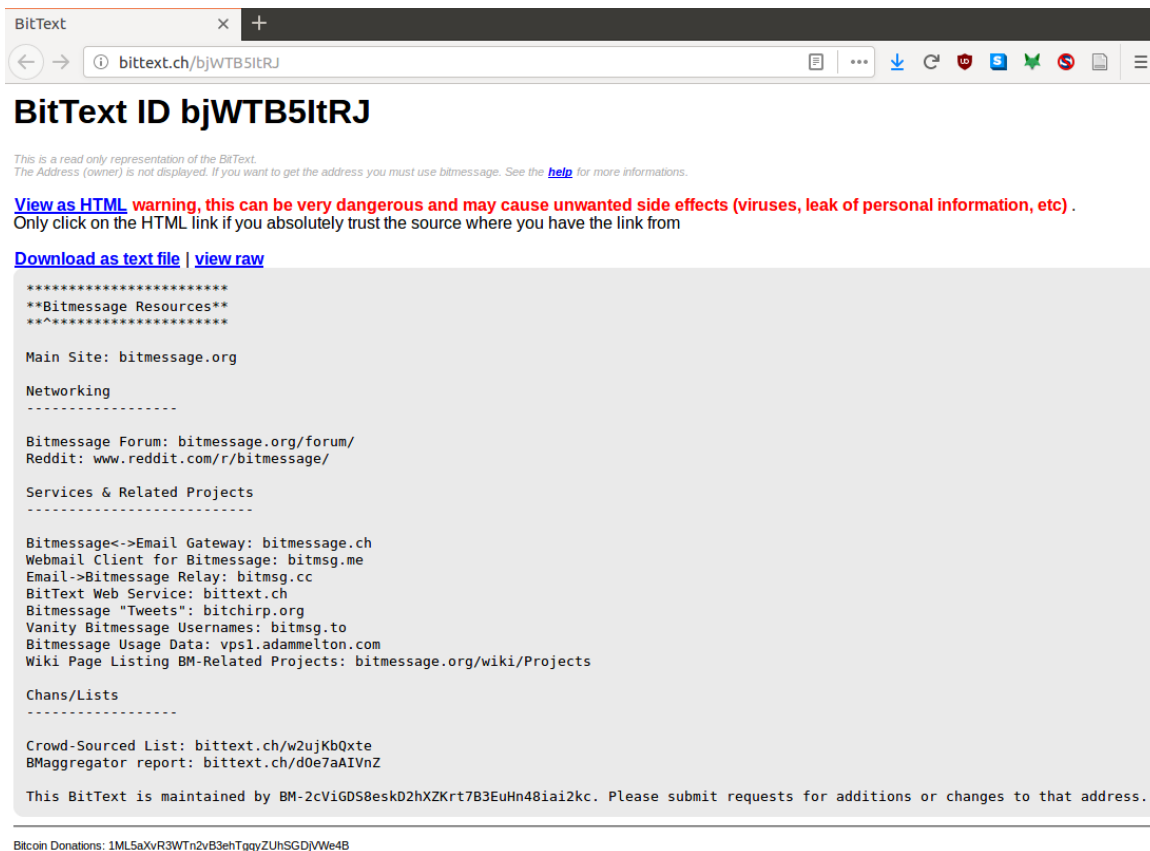 BitText
bittext.ch/bjWTB5ItRJ
BitText ID bjWTB5ItRJ
This is a read only representation of the BitText.
The Address (owner) is not displayed. If you want to get the address you must use bitmessage. See the help for more informations.
View as HTML warning, this can be very dangerous and may cause unwanted side effects (viruses, leak of personal information, etc) .
Only click on the HTML link if you absolutely trust the source where you have the link from
Download as text file | view raw
************************
**Bitmessage Resources**
**^*********************
Main Site: bitmessage.org
Networking
------------------
Bitmessage Forum: bitmessage.org/forum/
Reddit: www.reddit.com/r/bitmessage/
Services & Related Projects
---------------------------
Bitmessage<->Email Gateway: bitmessage.ch
Webmail Client for Bitmessage: bitmsg.me
Email->Bitmessage Relay: bitmsg.cc
BitText Web Service: bittext.ch
Bitmessage "Tweets": bitchirp.org
Vanity Bitmessage Usernames: bitmsg.to
Bitmessage Usage Data: vps1.adammelton.com
Wiki Page Listing BM-Related Projects: bitmessage.org/wiki/Projects
Chans/Lists
------------------
Crowd-Sourced List: bittext.ch/w2ujKbQxte
BMaggregator report: bittext.ch/dOe7aAIVnZ
This BitText is maintained by BM-2cViGDS8eskD2hXZKrt7B3EuHn48iai2kc. Please submit requests for additions or changes to that address.
Bitcoin Donations: 1ML5aXvR3WTn2vB3ehTgqyZUhSGDjVWe4B